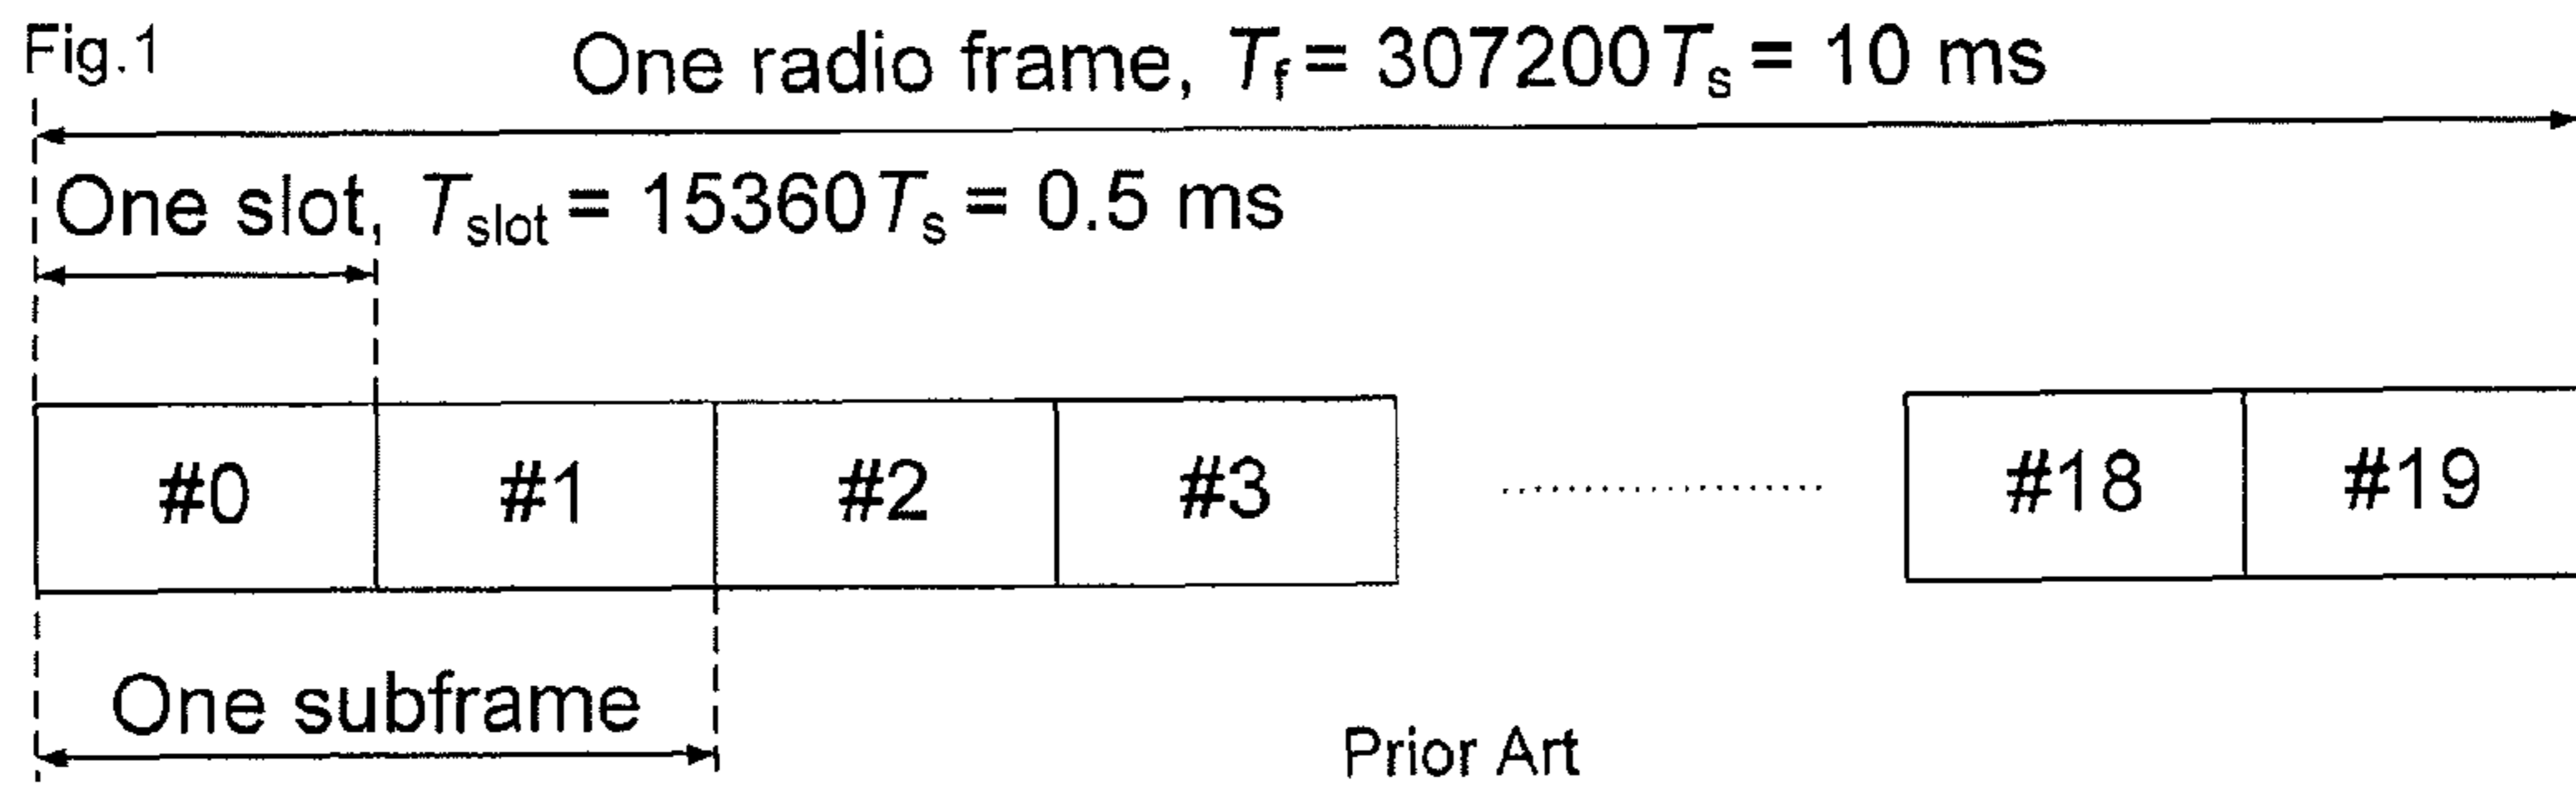 Fig.1
One radio frame, Tf = 307200Ts = 10 ms
One slot, Tslot = 15360Ts = 0.5 ms
#0 #1 #2 #3 #18 #19
One subframe
Prior Art